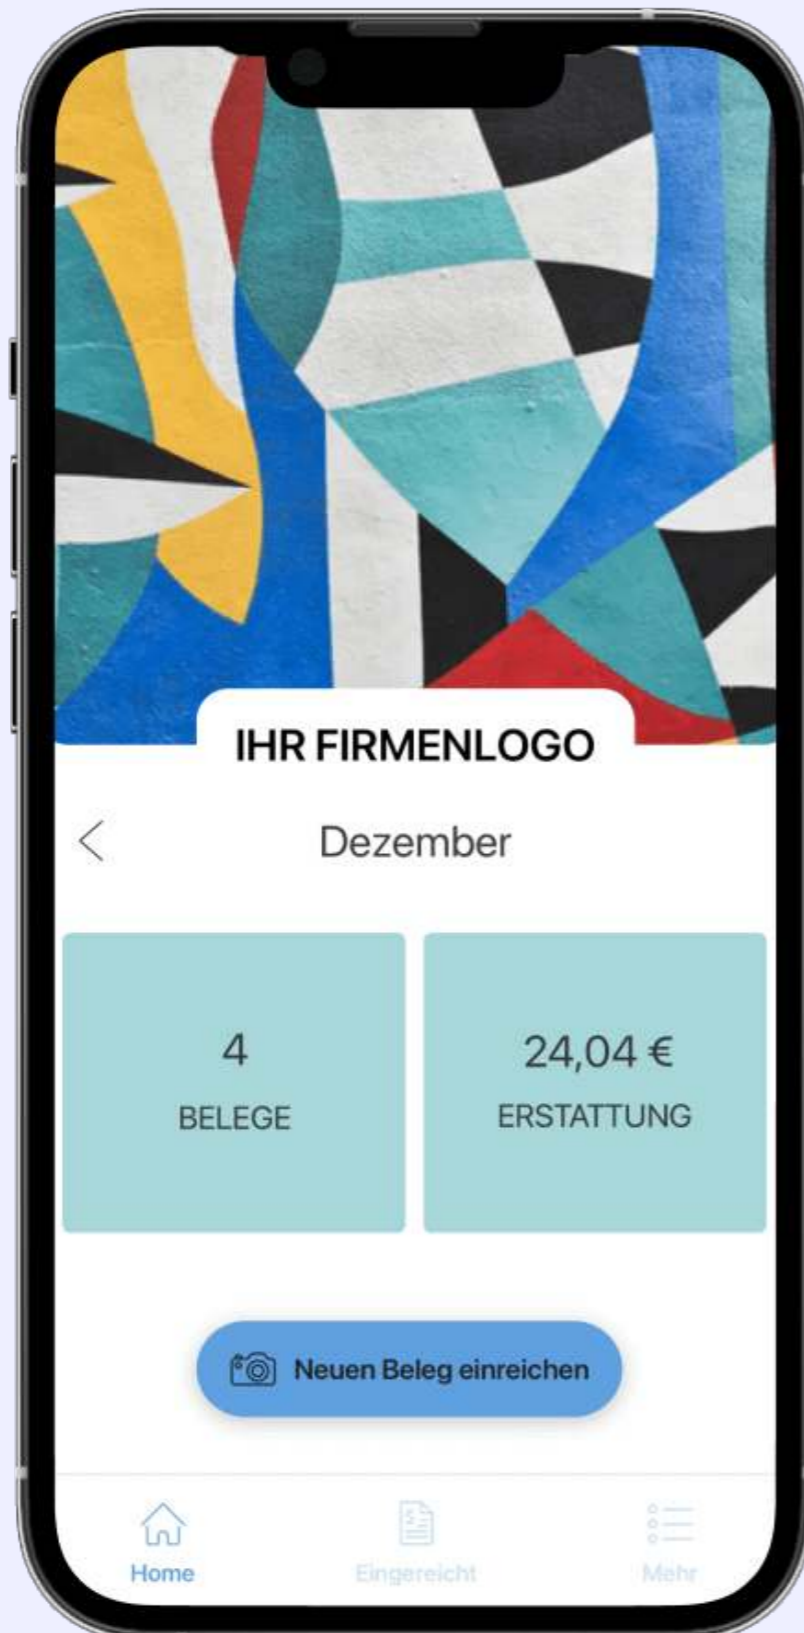 IHR FIRMENLOGO
Dezember
4
BELEGE
24,04 €
ERSTATTUNG
Neuen Beleg einreichen
Home
Eingereicht
Mehr